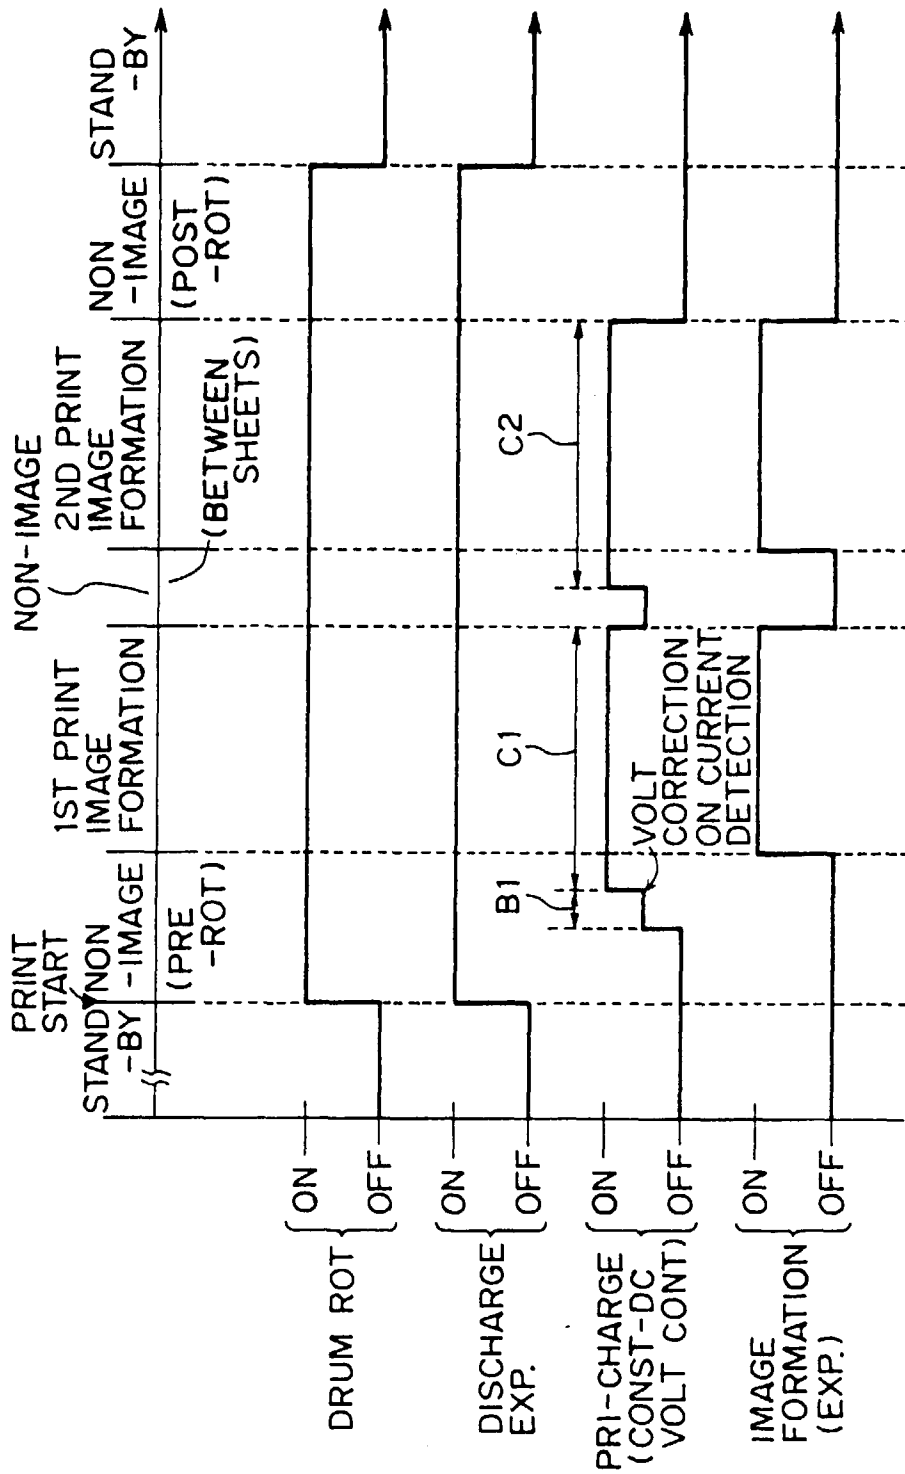 PRINT
START
STAND
-BY
NON
-IMAGE
(PRE
-ROT)
1ST PRINT
IMAGE
FORMATION
NON-IMAGE
(BETWEEN
SHEETS)
2ND PRINT
IMAGE
FORMATION
NON
-IMAGE
(POST
-ROT)
STAND
-BY
DRUM ROT
ON
OFF
DISCHARGE
EXP.
ON
OFF
PRI-CHARGE
(CONST-DC
VOLT CONT)
ON
OFF
B1
C1
C2
VOLT
CORRECTION
ON CURRENT
DETECTION
IMAGE
FORMATION
(EXP.)
ON
OFF